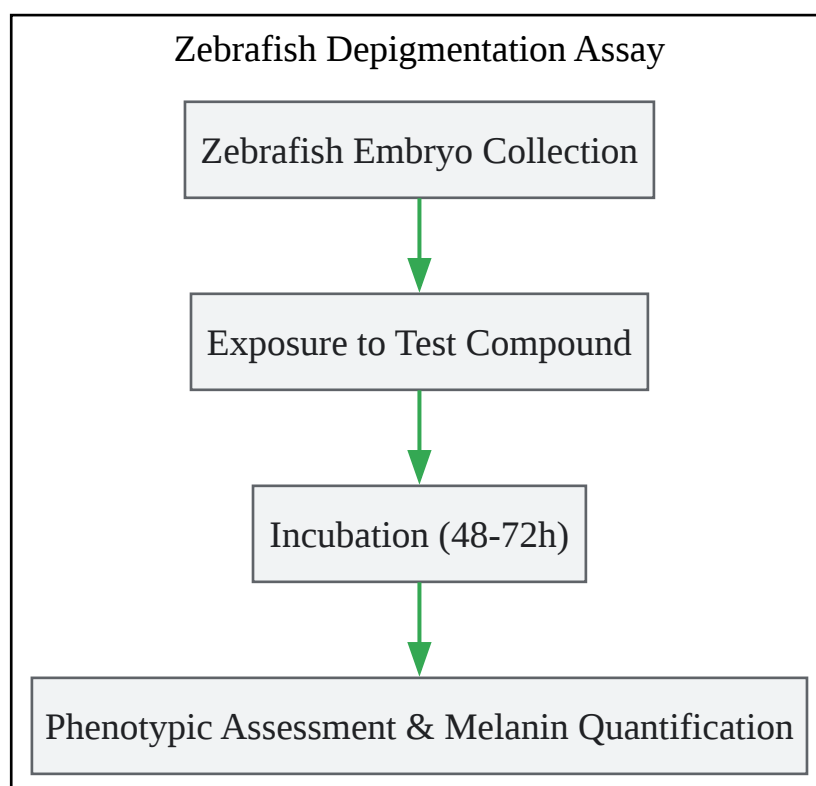 Zebrafish Depigmentation Assay
Zebrafish Embryo Collection
Exposure to Test Compound
Incubation (48-72h)
Phenotypic Assessment & Melanin Quantification